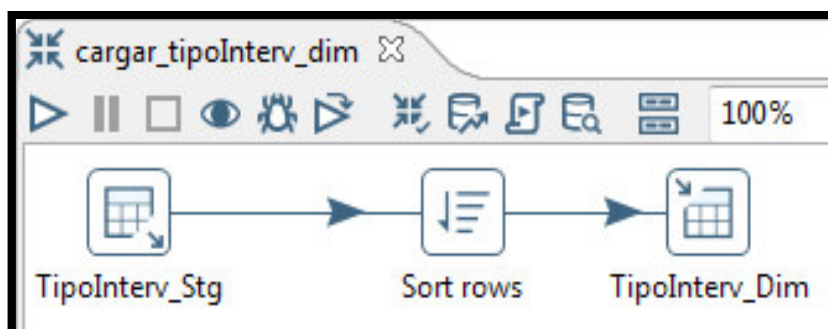 cargar_tipoInterv_dim
100%
TipoInterv_Stg
Sort rows
TipoInterv_Dim